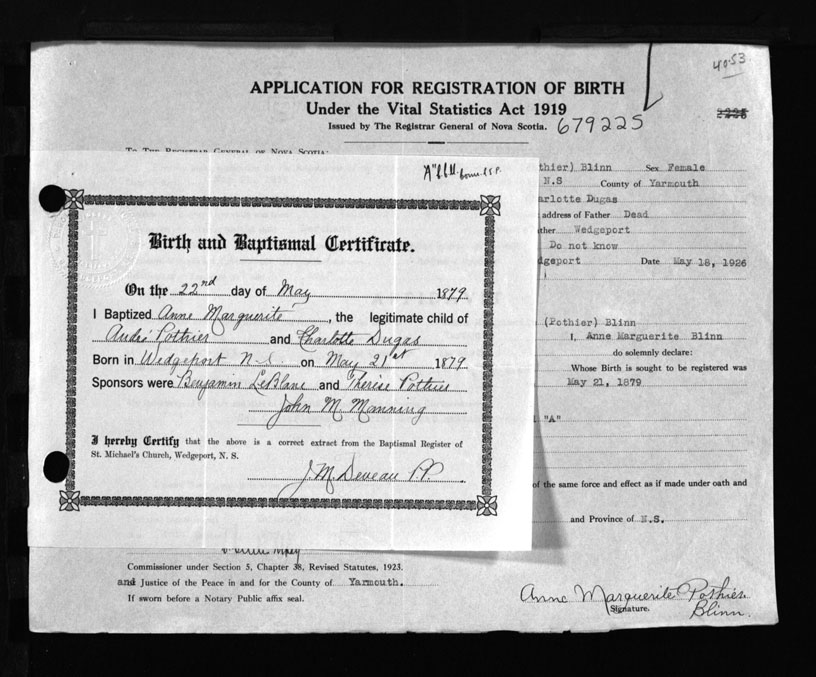 40.53
APPLICATION FOR REGISTRATION OF BIRTH
Under the Vital Statistics Act 1919
Issued by The Registrar General of Nova Scotia.
679225
To The Registrar General of Nova Scotia:
othier) Blinn Sex Female
N.S County of Yarmouth
arlotte Dugas
address of Father Dead
ther Wedgeport
Do not know
dgeport Date May 18, 1926
(Pothier) Blinn
I, Anne Marguerite Blinn
do solemnly declare:
Whose Birth is sought to be registered was
May 21, 1879
"A"
of the same force and effect as if made under oath and
and Province of N.S.
Birth and Baptismal Certificate.
On the 22nd day of May 1879
I Baptized Anne Marguerite, the legitimate child of
André Pothier and Charlotte Dugas
Born in Wedgeport N.S. on May 21st 1879
Sponsors were Benjamin LeBlanc and Thérèse Pothier
John M. Manning
I hereby Certify that the above is a correct extract from the Baptismal Register of
St. Michael's Church, Wedgeport, N. S.
J. M. Deveau P.P.
Commissioner under Section 5, Chapter 38, Revised Statutes, 1923.
and Justice of the Peace in and for the County of Yarmouth.
If sworn before a Notary Public affix seal.
Anne Marguerite Pothier
Blinn.
Signature.